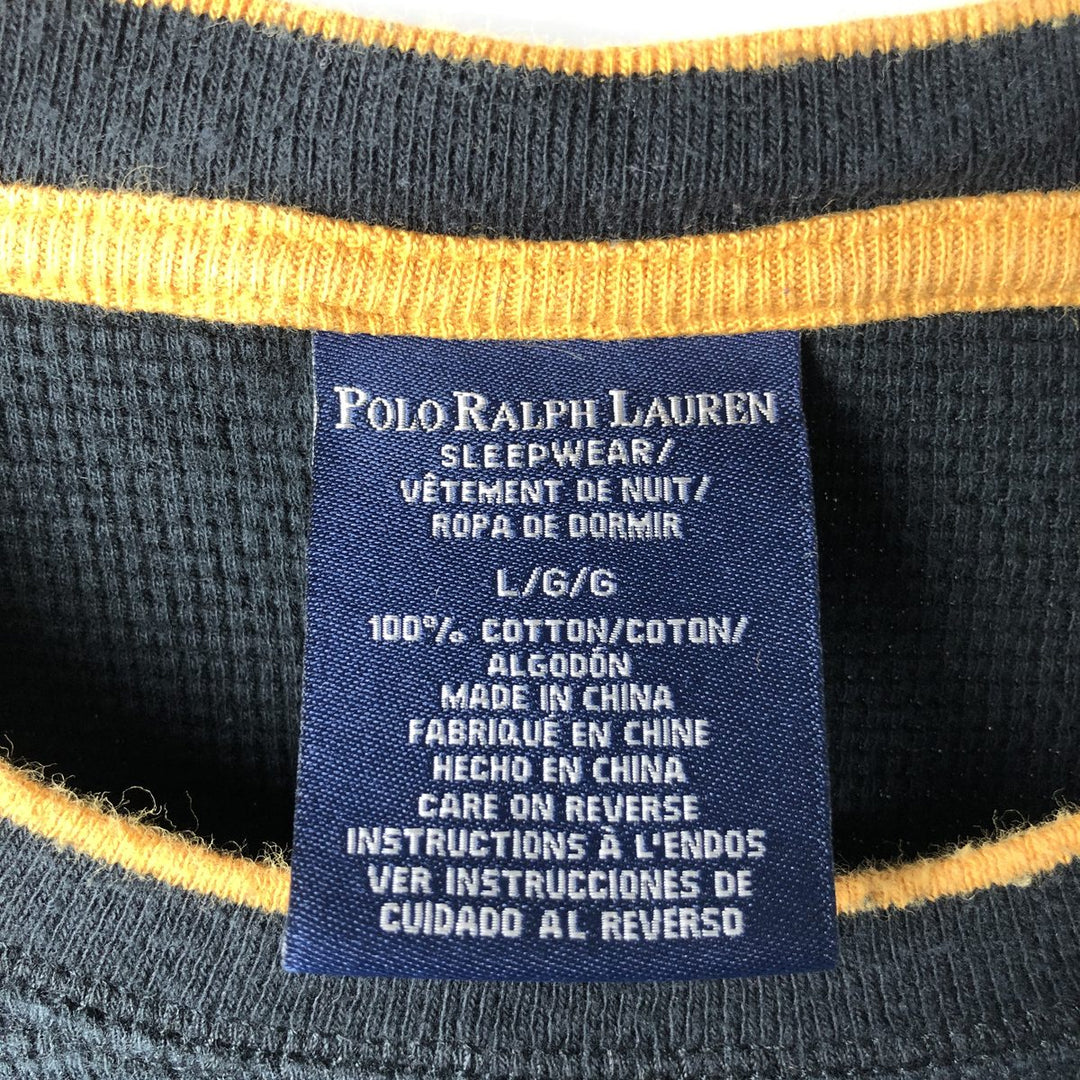 POLO RALPH LAUREN
SLEEPWEAR/
VÊTEMENT DE NUIT/
ROPA DE DORMIR
L/G/G
100% COTTON/COTON/
ALGODÓN
MADE IN CHINA
FABRIQUÉ EN CHINE
HECHO EN CHINA
CARE ON REVERSE
INSTRUCTIONS À L'ENDOS
VER INSTRUCCIONES DE
CUIDADO AL REVERSO